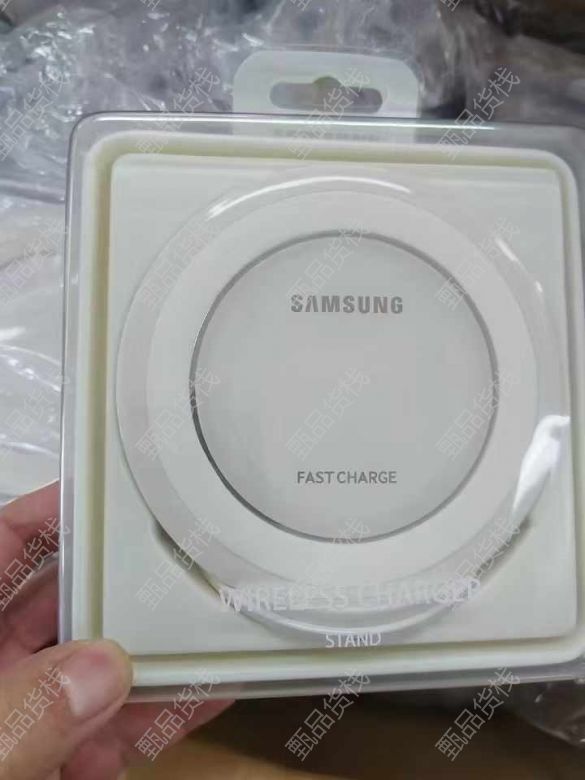 SAMSUNG
FAST CHARGE
WIRELESS CHARGER
STAND
甄品货栈